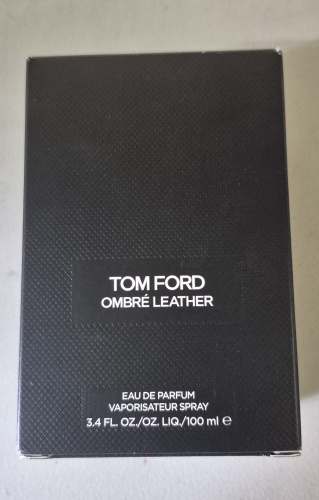 TOM FORD
OMBRÉ LEATHER
EAU DE PARFUM
VAPORISATEUR SPRAY
3.4 FL. OZ./OZ. LIQ./100 ml ℮